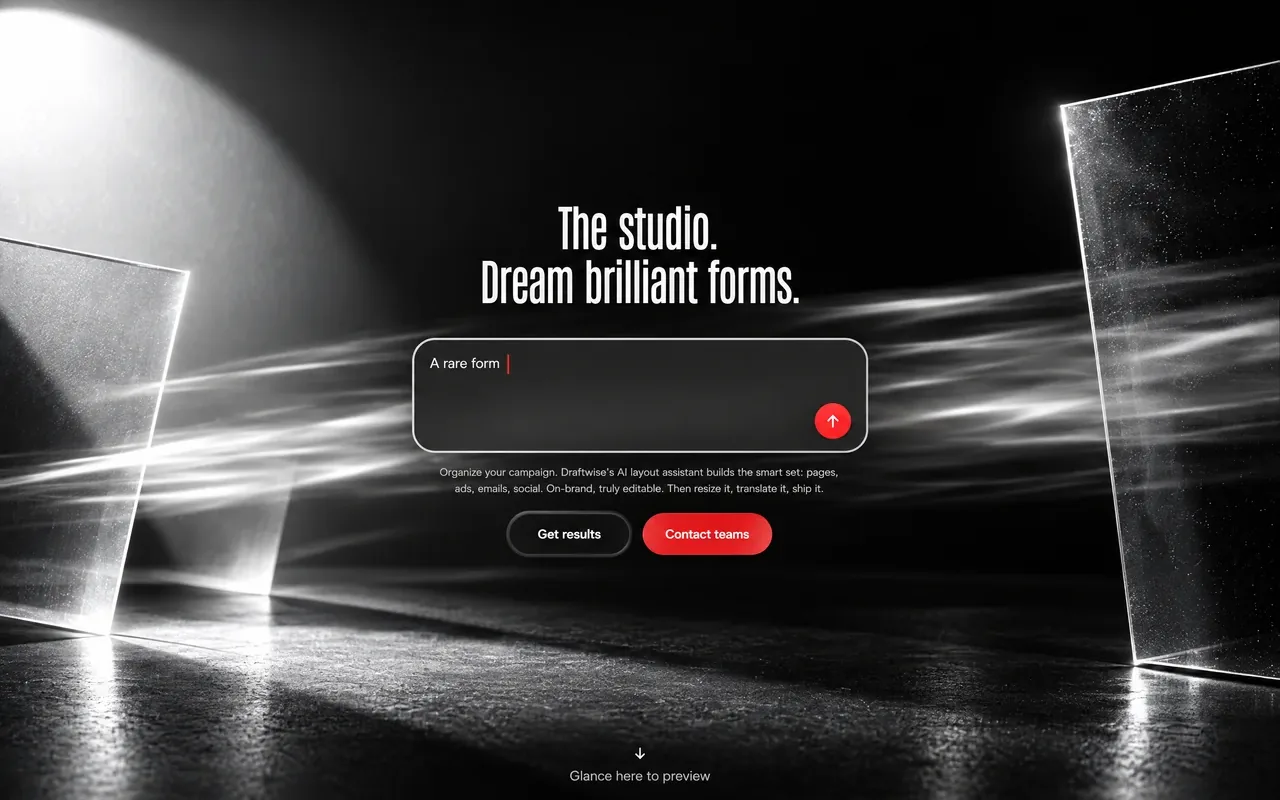 The studio.
Dream brilliant forms.
A rare form
Organize your campaign. Draftwise's AI layout assistant builds the smart set: pages,
ads, emails, social. On-brand, truly editable. Then resize it, translate it, ship it.
Get results
Contact teams
Glance here to preview